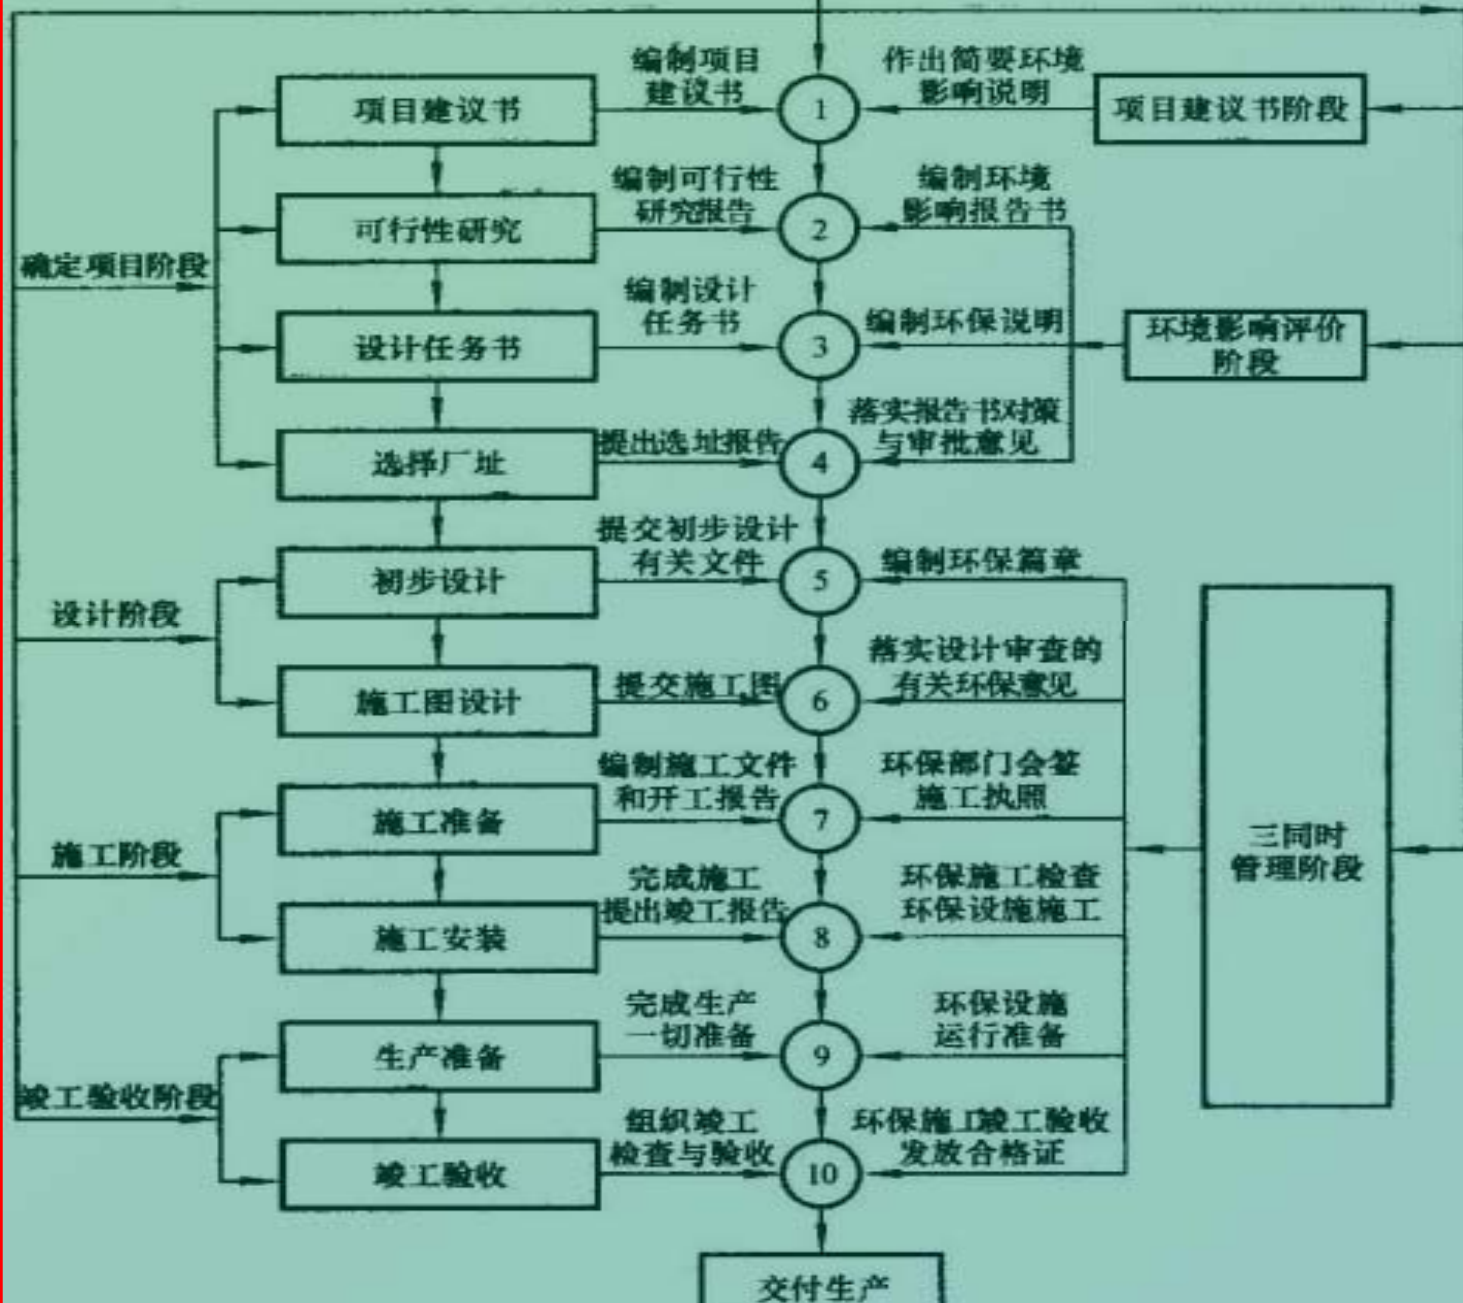 编制项目
建议书
作出简要环境
影响说明
项目建议书
1
项目建议书阶段
编制可行性
研究报告
编制环境
影响报告书
可行性研究
2
确定项目阶段
编制设计
任务书
编制环保说明
设计任务书
3
环境影响评价
阶段
落实报告书对策
与审批意见
选择厂址
提出选址报告
4
提交初步设计
有关文件
编制环保篇章
初步设计
5
设计阶段
落实设计审查的
有关环保意见
施工图设计
提交施工图
6
编制施工文件
和开工报告
环保部门会签
施工执照
施工准备
7
三同时
管理阶段
施工阶段
完成施工
提出竣工报告
环保施工检查
环保设施施工
施工安装
8
完成生产
一切准备
环保设施
运行准备
生产准备
9
竣工验收阶段
组织竣工
检查与验收
环保施工竣工验收
发放合格证
竣工验收
10
交付生产